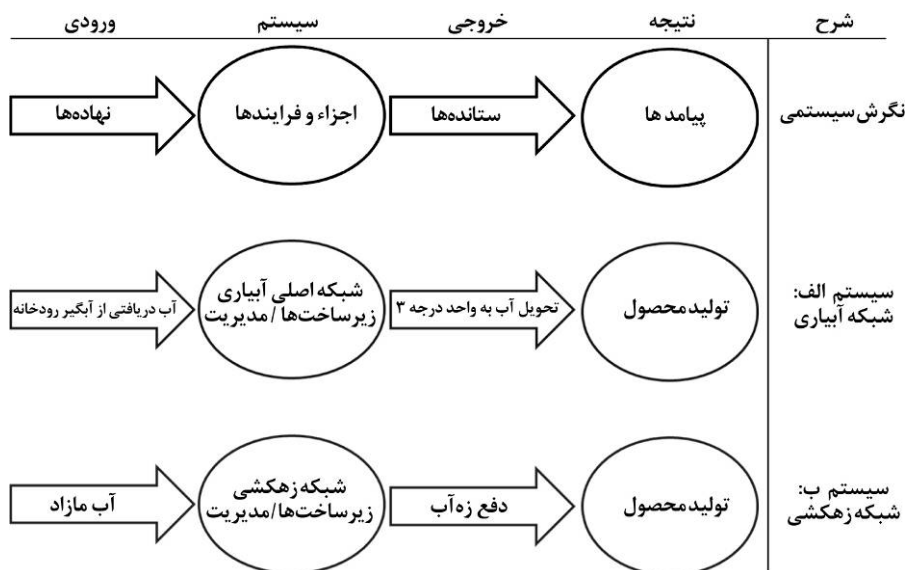 شرح نتیجه خروجی سیستم ورودی
نگرش سیستمی پیامدها ستانده‌ها اجزاء و فرایندها نهاده‌ها
سیستم الف:
شبکه آبیاری
تولید محصول
تحویل آب به واحد درجه ۳
شبکه اصلی آبیاری
زیرساخت‌ها / مدیریت
آب دریافتی از آبگیر رودخانه
سیستم ب:
شبکه زهکشی
تولید محصول
دفع زه‌آب
شبکه زهکشی
زیرساخت‌ها/مدیریت
آب مازاد